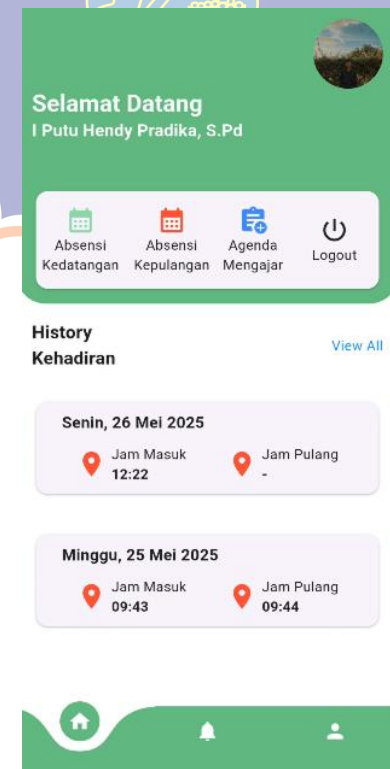 Selamat Datang
I Putu Hendy Pradika, S.Pd
Absensi Kedatangan
Absensi Kepulangan
Agenda Mengajar
Logout
History Kehadiran
View All
Senin, 26 Mei 2025
Jam Masuk
12:22
Jam Pulang
-
Minggu, 25 Mei 2025
Jam Masuk
09:43
Jam Pulang
09:44